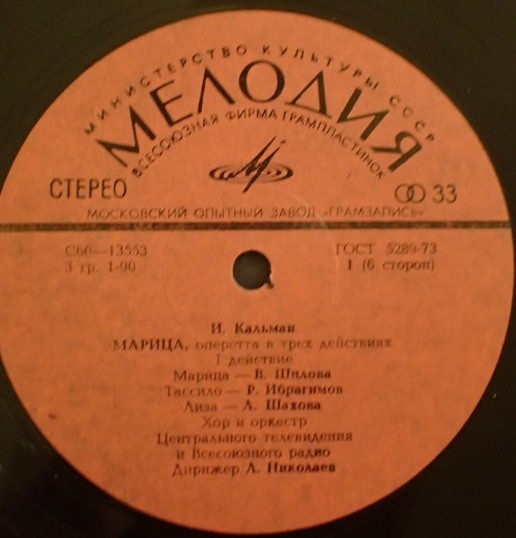 МИНИСТЕРСТВО КУЛЬТУРЫ СССР
МЕЛОДИЯ
ВСЕСОЮЗНАЯ ФИРМА ГРАМПЛАСТИНОК
СТЕРЕО
33
МОСКОВСКИЙ ОПЫТНЫЙ ЗАВОД «ГРАМЗАПИСЬ»
С60—13553
ГОСТ 5289-73
3 гр. 1-90
1 (6 сторон)
И. Кальман
МАРИЦА, оперетта в трех действиях
I действие
Марица — В. Шилова
Тассило — Р. Ибрагимов
Лиза — Л. Шахова
Хор и оркестр
Центрального телевидения
и Всесоюзного радио
Дирижер Л. Николаев